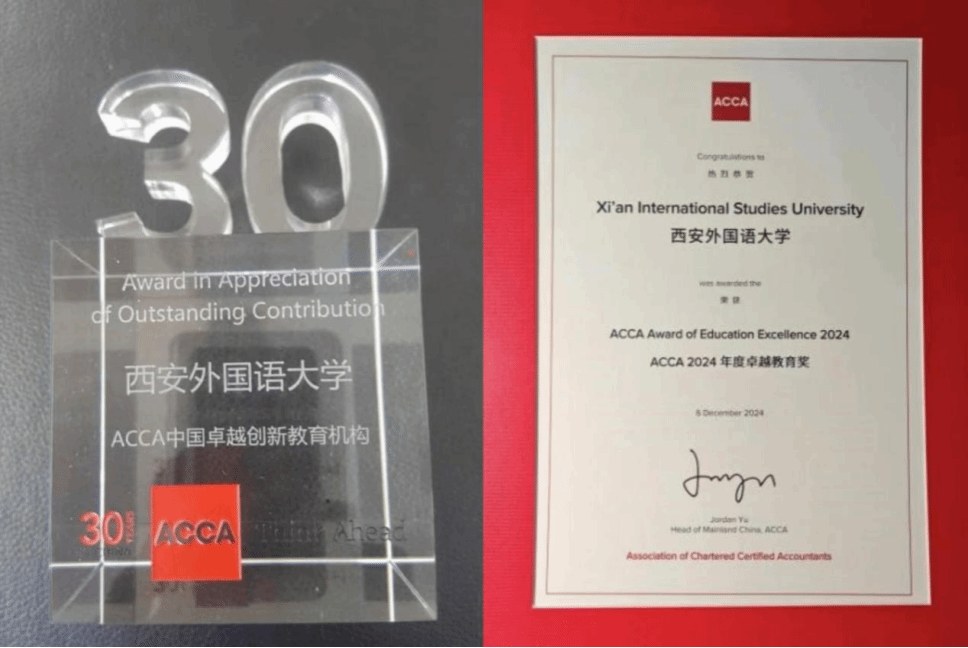 30
Award in Appreciation
of Outstanding Contribution
西安外国语大学
ACCA中国卓越创新教育机构
30 YEARS
ACCA Think Ahead
ACCA
Congratulations to
热烈恭贺
Xi'an International Studies University
西安外国语大学
was awarded the
荣获
ACCA Award of Education Excellence 2024
ACCA 2024 年度卓越教育奖
6 December 2024
Jordan Yu
Head of Mainland China, ACCA
Association of Chartered Certified Accountants